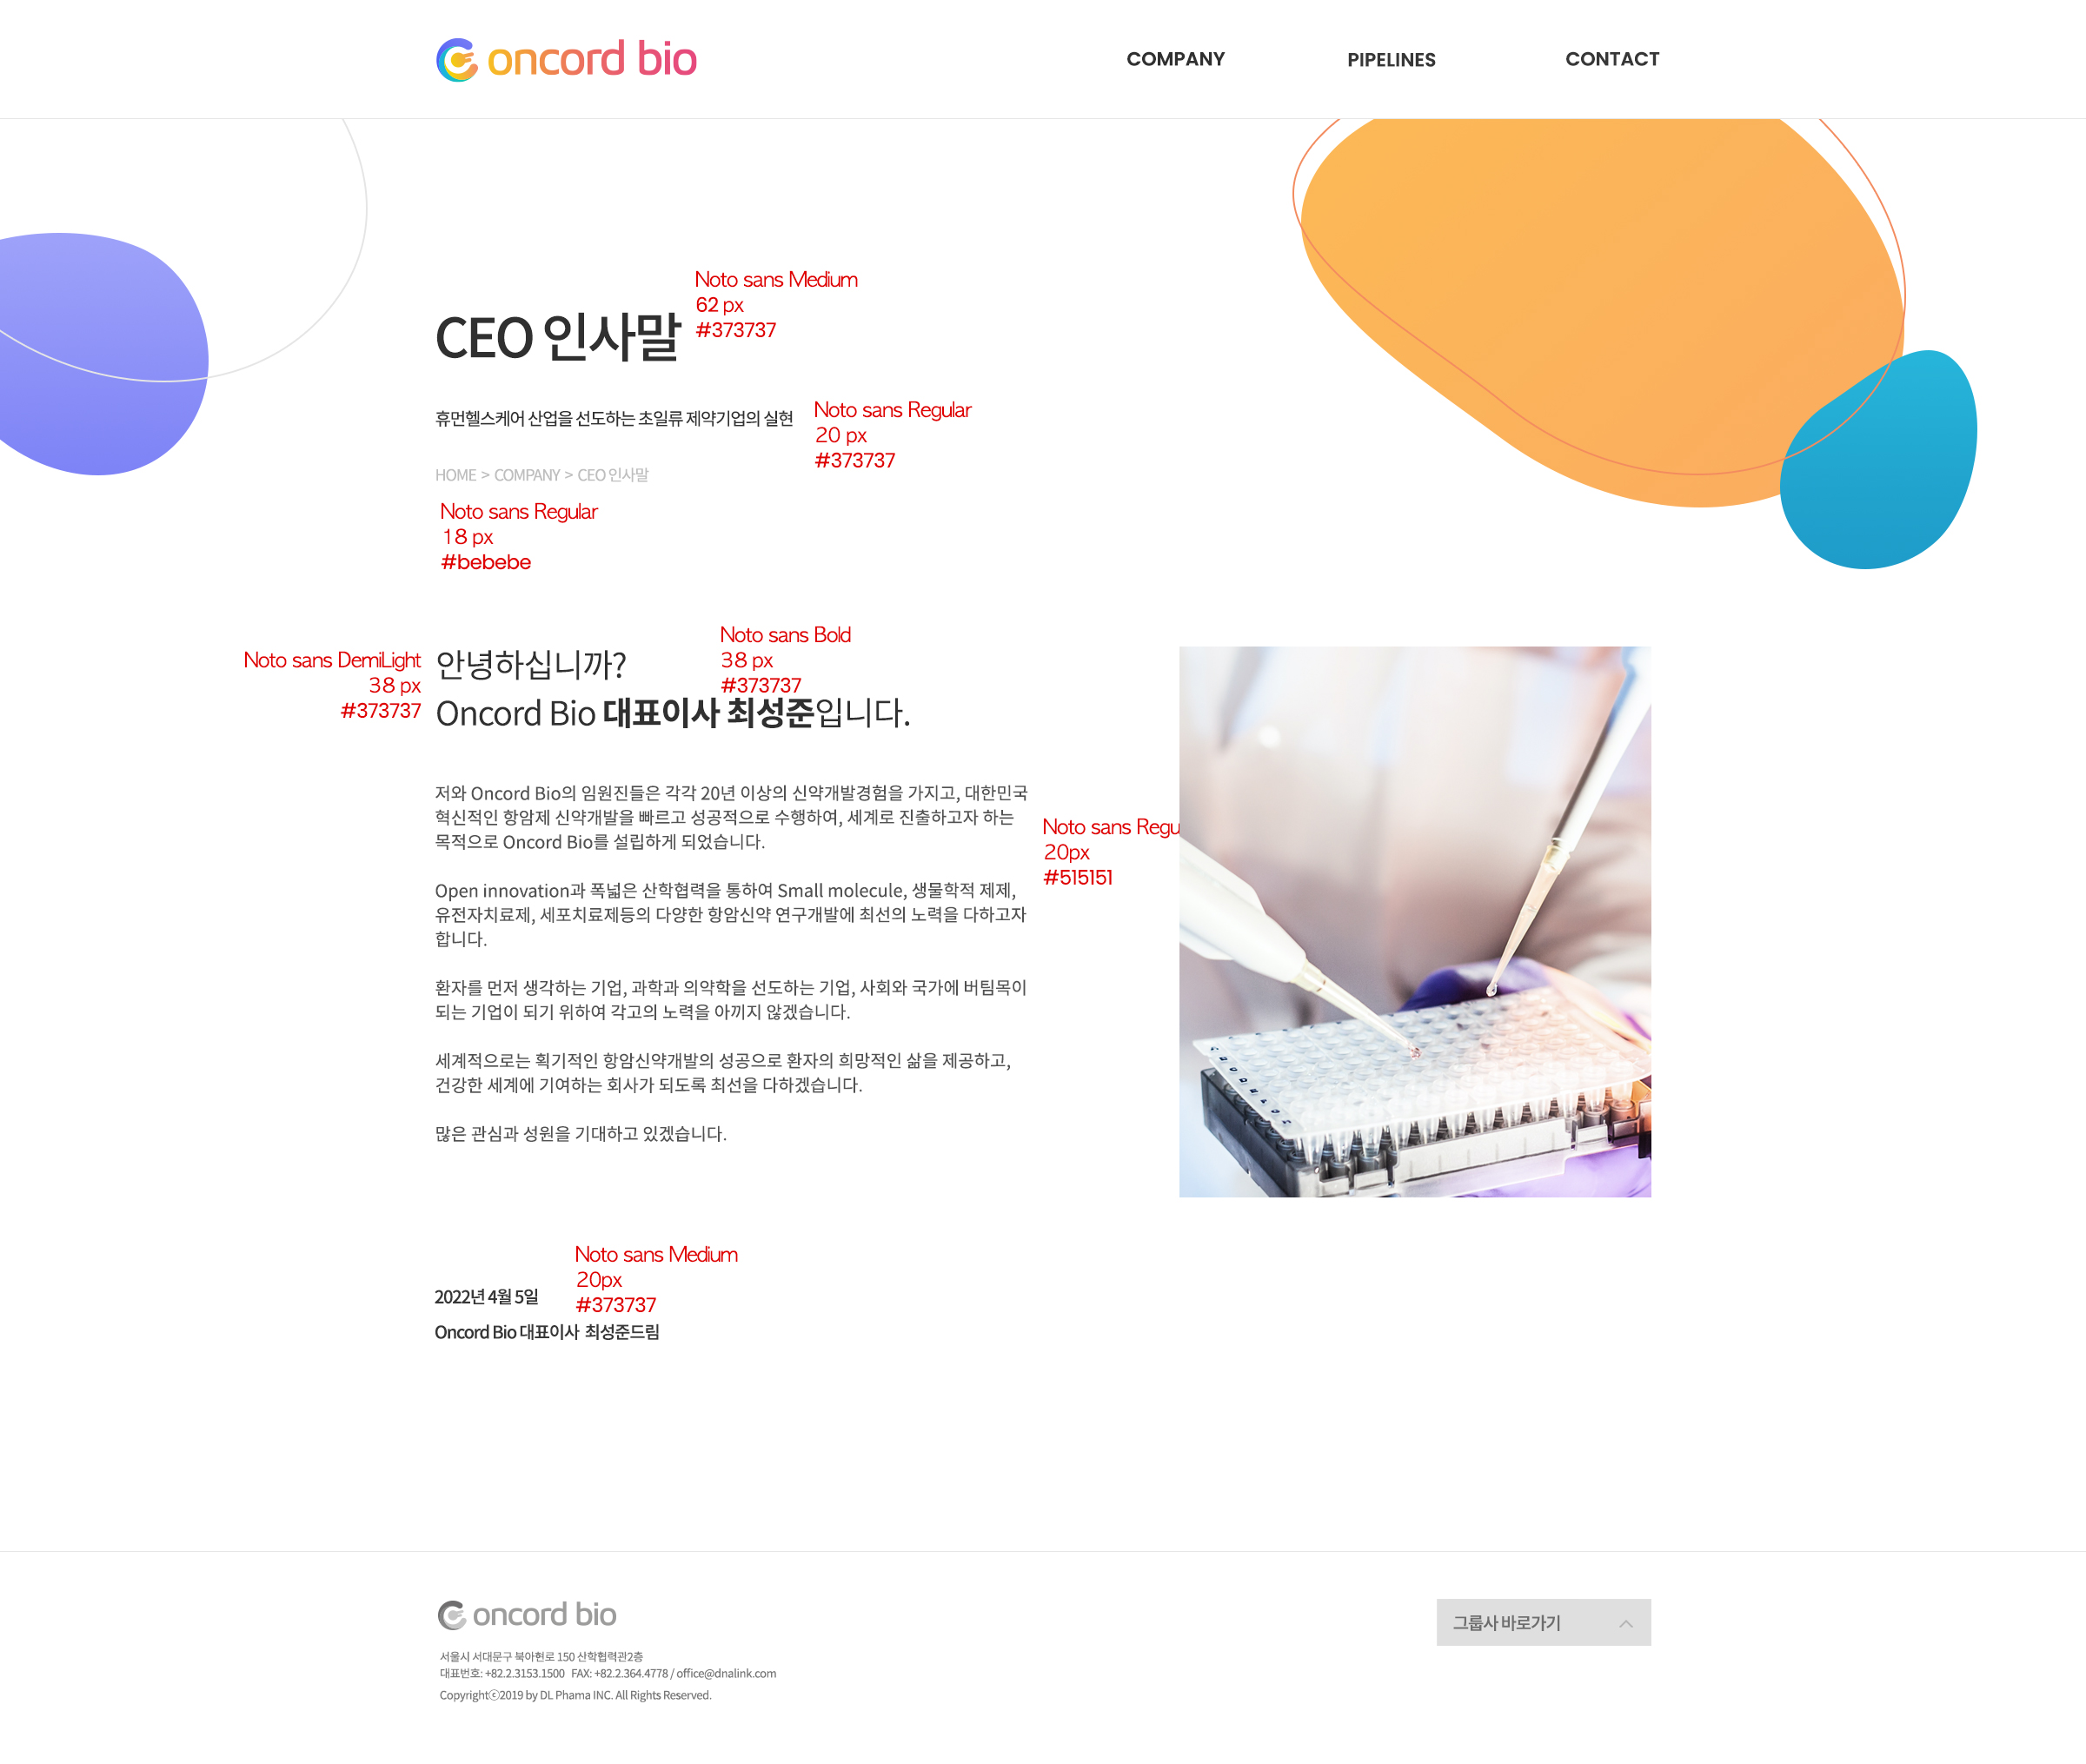 oncord bio
COMPANY
PIPELINES
CONTACT
Noto sans Medium
62 px
#373737
CEO 인사말
휴먼헬스케어 산업을 선도하는 초일류 제약기업의 실현
Noto sans Regular
20 px
#373737
HOME > COMPANY > CEO 인사말
Noto sans Regular
18 px
#bebebe
Noto sans DemiLight
38 px
#373737
안녕하십니까?
Noto sans Bold
38 px
#373737
Oncord Bio 대표이사 최성준입니다.
저와 Oncord Bio의 임원진들은 각각 20년 이상의 신약개발경험을 가지고, 대한민국
혁신적인 항암제 신약개발을 빠르고 성공적으로 수행하여, 세계로 진출하고자 하는
목적으로 Oncord Bio를 설립하게 되었습니다.
Noto sans Regu
20px
#515151
Open innovation과 폭넓은 산학협력을 통하여 Small molecule, 생물학적 제제,
유전자치료제, 세포치료제등의 다양한 항암신약 연구개발에 최선의 노력을 다하고자
합니다.
환자를 먼저 생각하는 기업, 과학과 의약학을 선도하는 기업, 사회와 국가에 버팀목이
되는 기업이 되기 위하여 각고의 노력을 아끼지 않겠습니다.
세계적으로는 획기적인 항암신약개발의 성공으로 환자의 희망적인 삶을 제공하고,
건강한 세계에 기여하는 회사가 되도록 최선을 다하겠습니다.
많은 관심과 성원을 기대하고 있겠습니다.
Noto sans Medium
20px
#373737
2022년 4월 5일
Oncord Bio 대표이사 최성준드림
oncord bio
서울시 서대문구 북아현로 150 산학협력관2층
대표번호: +82.2.3153.1500 FAX: +82.2.364.4778 / office@dnalink.com
Copyrightⓒ2019 by DL Phama INC. All Rights Reserved.
그룹사 바로가기